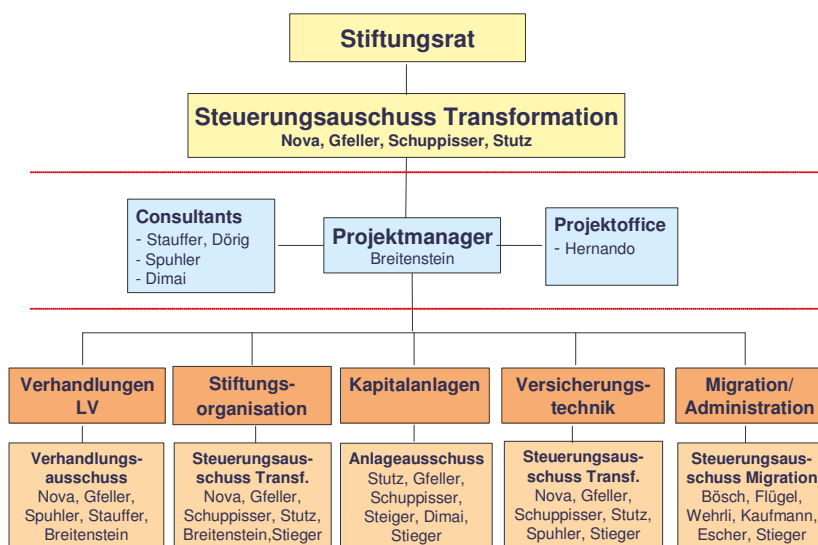 Stiftungsrat
Steuerungsauschuss Transformation
Nova, Gfeller, Schuppisser, Stutz
Consultants
- Stauffer, Dörig
- Spuhler
- Dimai
Projektmanager
Breitenstein
Projektoffice
- Hernando
Verhandlungen
LV
Stiftungs-
organisation
Kapitalanlagen
Versicherungs-
technik
Migration/
Administration
Verhandlungs-
ausschuss
Nova, Gfeller,
Spuhler, Stauffer,
Breitenstein
Steuerungsaus-
schuss Transf.
Nova, Gfeller,
Schuppisser, Stutz,
Breitenstein,Stieger
Anlageausschuss
Stutz, Gfeller,
Schuppisser,
Steiger, Dimai,
Stieger
Steuerungsaus-
schuss Transf.
Nova, Gfeller,
Schuppisser, Stutz,
Spuhler, Stieger
Steuerungsaus-
schuss Migration
Bösch, Flügel,
Wehrli, Kaufmann,
Escher, Stieger